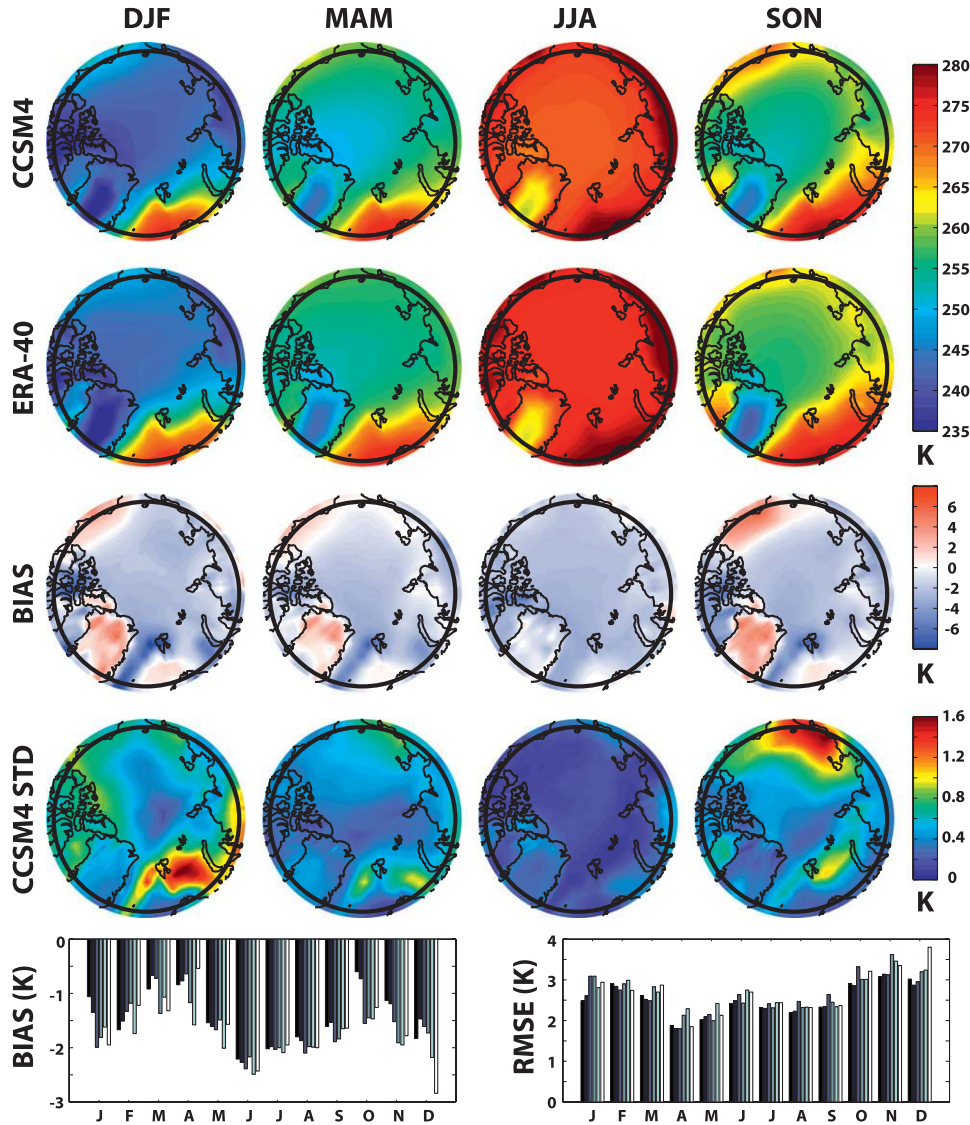 DJF MAM JJA SON
CCSM4
280
275
270
265
260
255
250
245
240
235
K
ERA-40
BIAS
6
4
2
0
-2
-4
-6
K
CCSM4 STD
1.6
1.2
0.8
0.4
0
K
BIAS (K)
0
-1
-2
-3
J F M A M J J A S O N D
RMSE (K)
4
3
2
1
0
J F M A M J J A S O N D